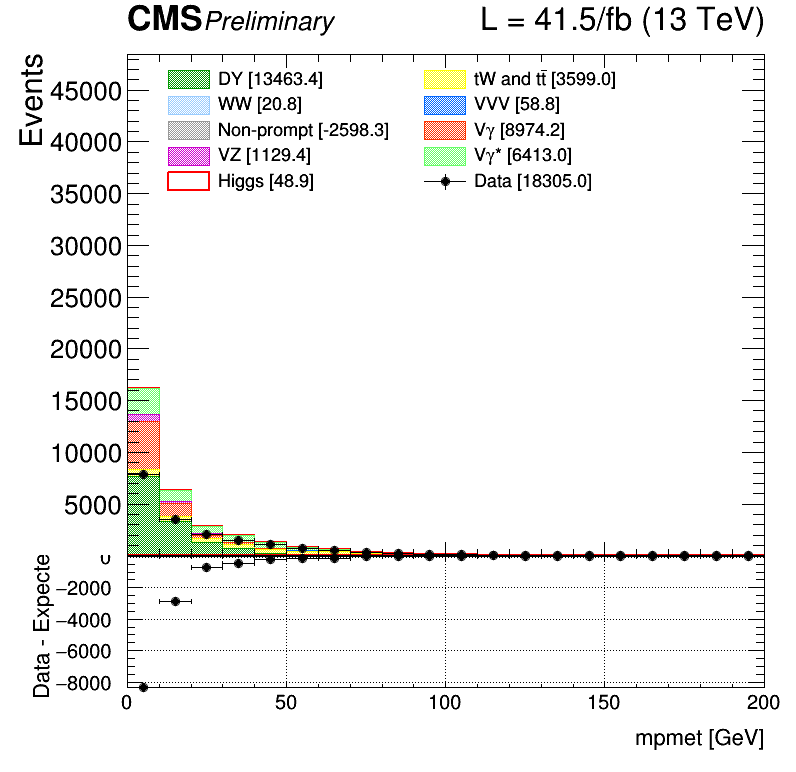 CMS Preliminary L = 41.5/fb (13 TeV)
Events
DY [13463.4] tW and tt̄ [3599.0]
WW [20.8] VVV [58.8]
Non-prompt [-2598.3] Vγ [8974.2]
VZ [1129.4] Vγ* [6413.0]
Higgs [48.9] Data [18305.0]
45000
40000
35000
30000
25000
20000
15000
10000
5000
0
Data - Expecte
−2000
−4000
−6000
−8000
0 50 100 150 200
mpmet [GeV]